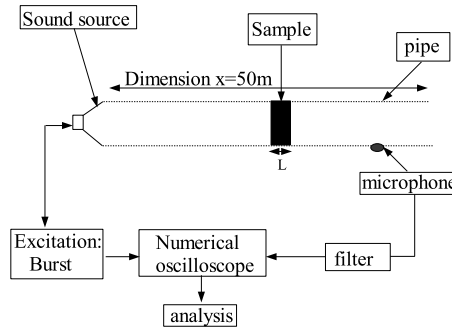 Sound source
Sample
pipe
Dimension x=50m
L
microphone
Excitation:
Burst
Numerical
oscilloscope
filter
analysis